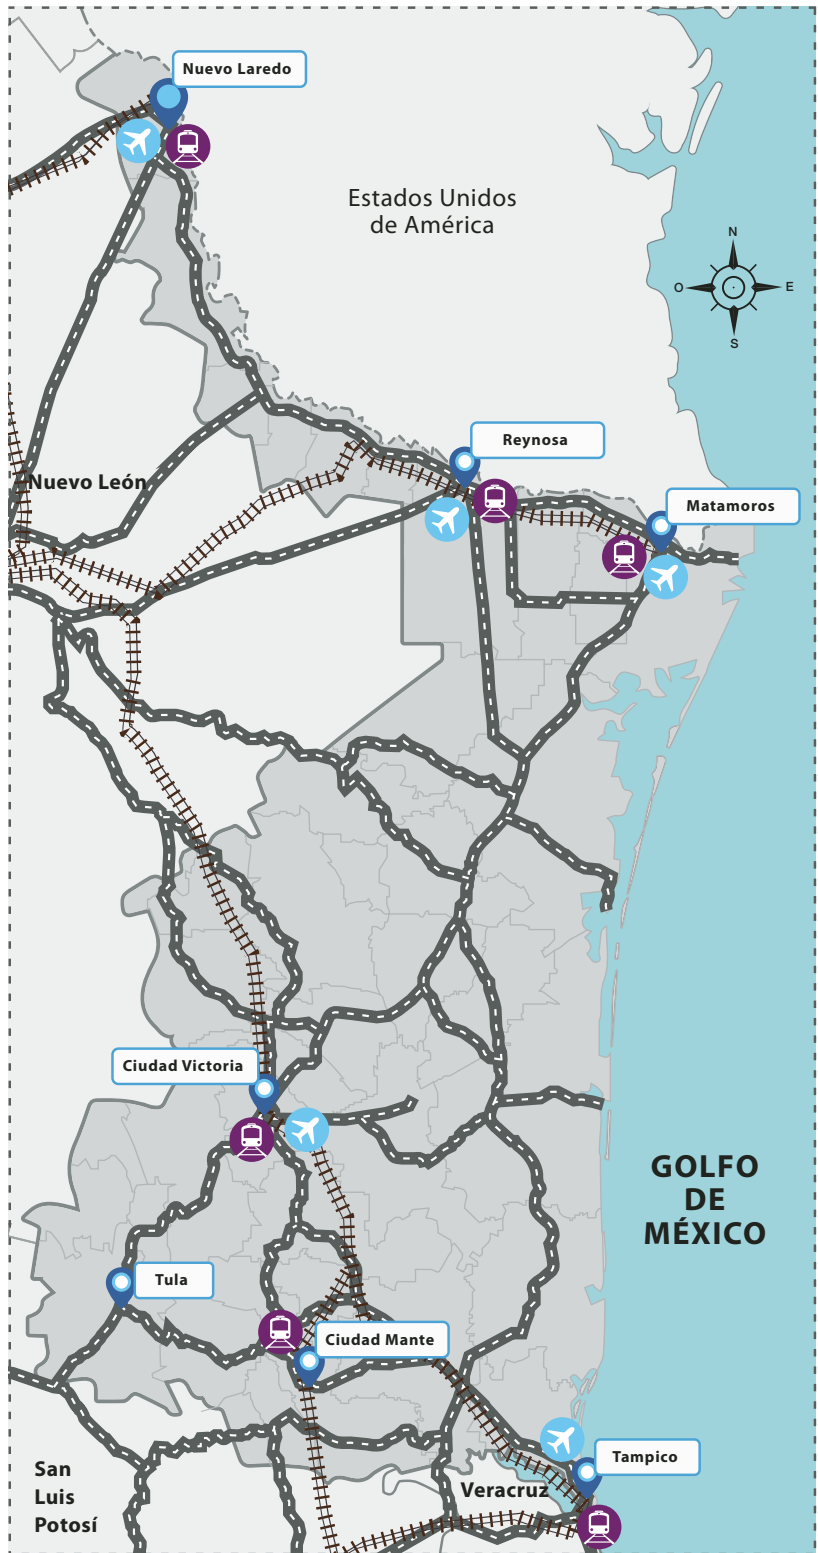 Nuevo Laredo
Estados Unidos
de América
N
O
E
S
Reynosa
Nuevo León
Matamoros
Ciudad Victoria
GOLFO
DE
MÉXICO
Tula
Ciudad Mante
Tampico
San
Luis
Potosí
Veracruz